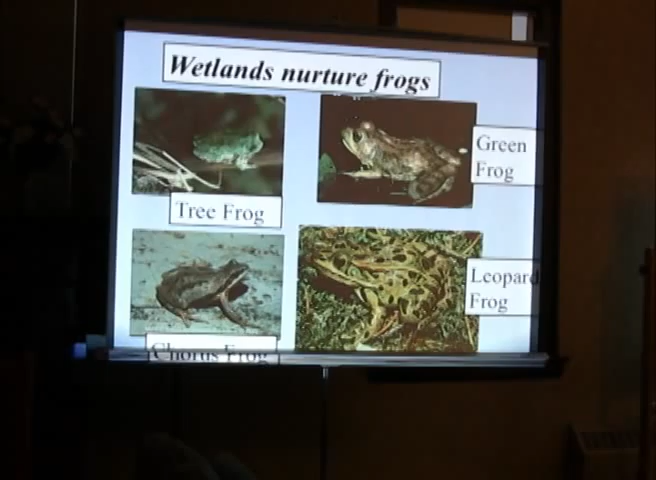 Wetlands nurture frogs
Green
Frog
Tree Frog
Leopard
Frog
Chorus Frog